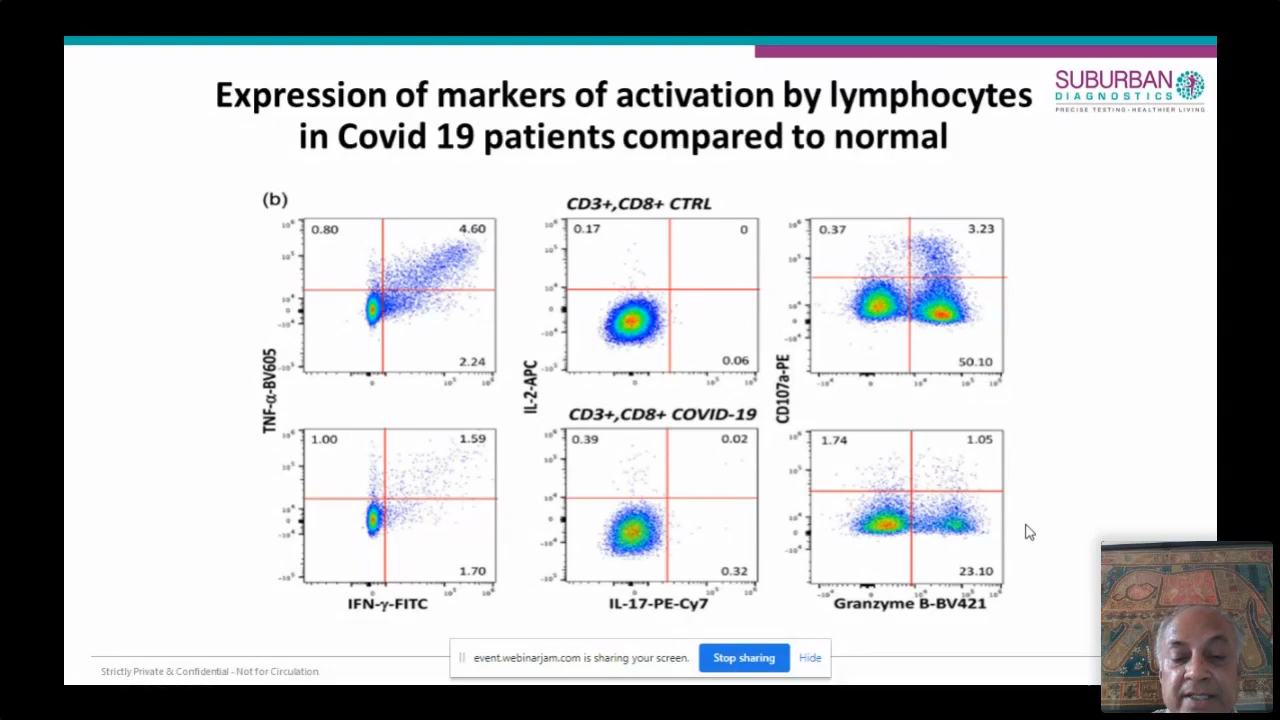 Expression of markers of activation by lymphocytes
in Covid 19 patients compared to normal
SUBURBAN
DIAGNOSTICS
PRECISE TESTING - HEALTHIER LIVING
(b)
CD3+,CD8+ CTRL
0.80
4.60
2.24
0.17
0
0.06
0.37
3.23
50.10
TNF-α-BV605
IL-2-APC
CD107a-PE
CD3+,CD8+ COVID-19
1.00
1.59
1.70
0.39
0.02
0.32
1.74
1.05
23.10
IFN-γ-FITC
IL-17-PE-Cy7
Granzyme B-BV421
event.webinarjam.com is sharing your screen.
Stop sharing
Hide
Strictly Private & Confidential - Not for Circulation